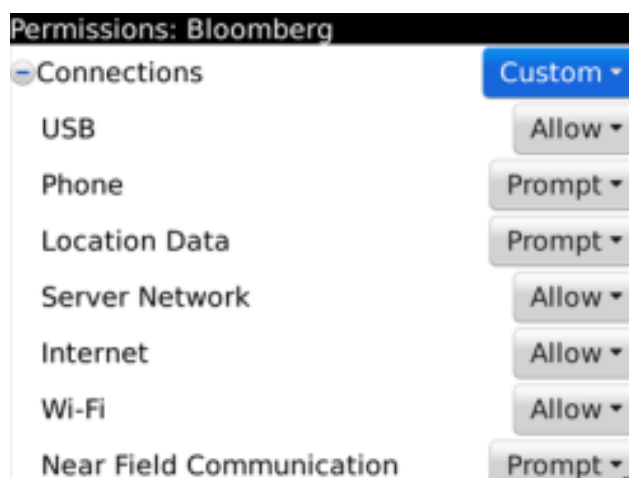 Permissions: Bloomberg
Connections Custom
USB Allow
Phone Prompt
Location Data Prompt
Server Network Allow
Internet Allow
Wi-Fi Allow
Near Field Communication Prompt